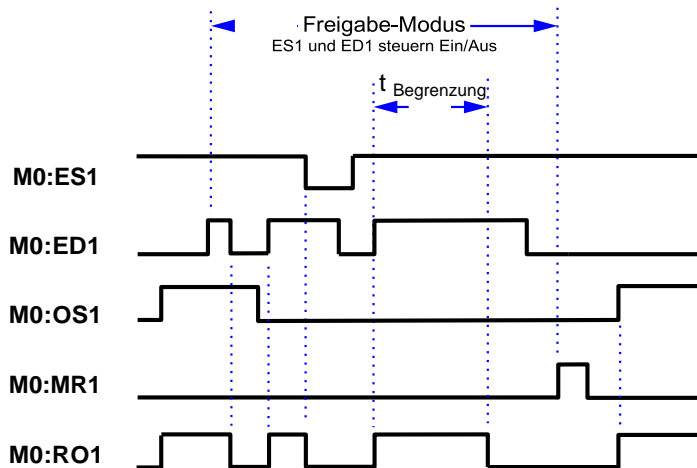 Freigabe-Modus
ES1 und ED1 steuern Ein/Aus
t Begrenzung
M0:ES1
M0:ED1
M0:OS1
M0:MR1
M0:RO1